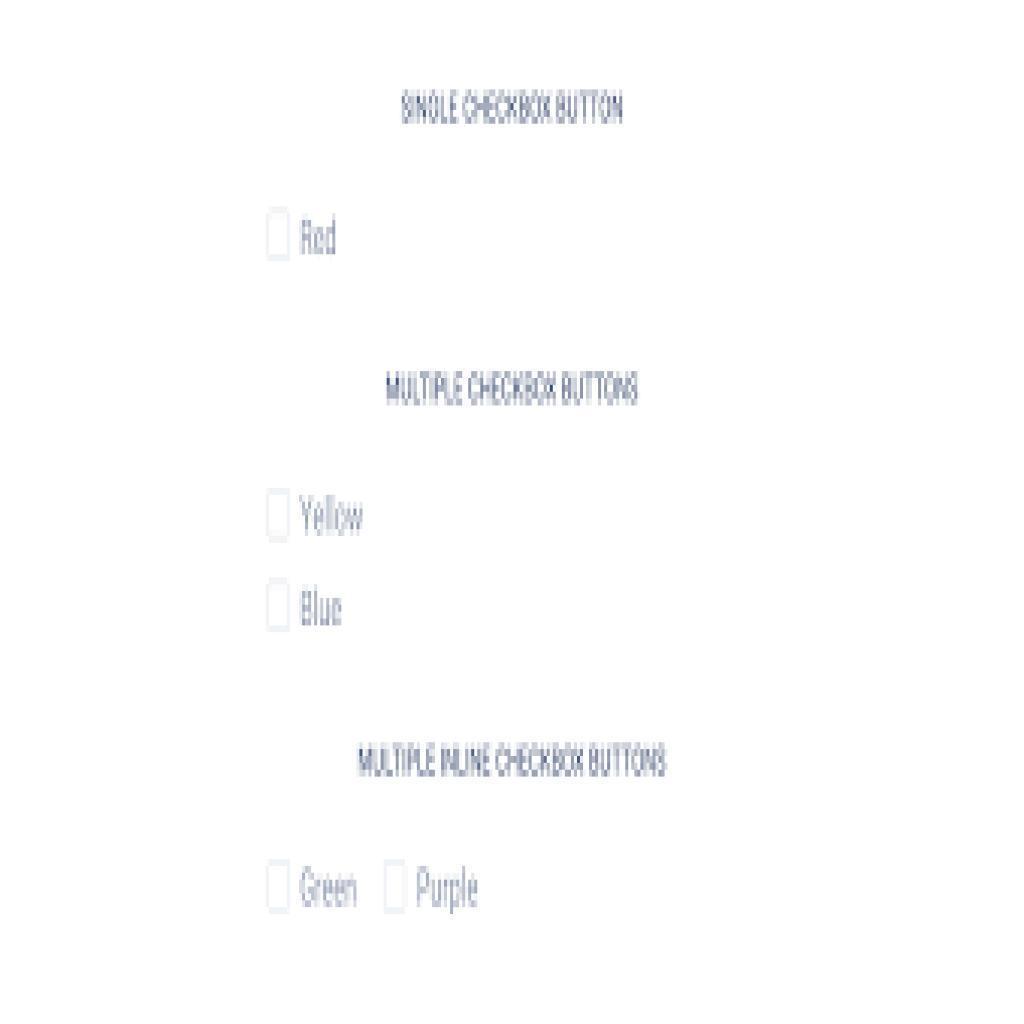 SINGLE CHECKBOX BUTTON
Red
MULTIPLE CHECKBOX BUTTONS
Yellow
Blue
MULTIPLE INLINE CHECKBOX BUTTONS
Green Purple